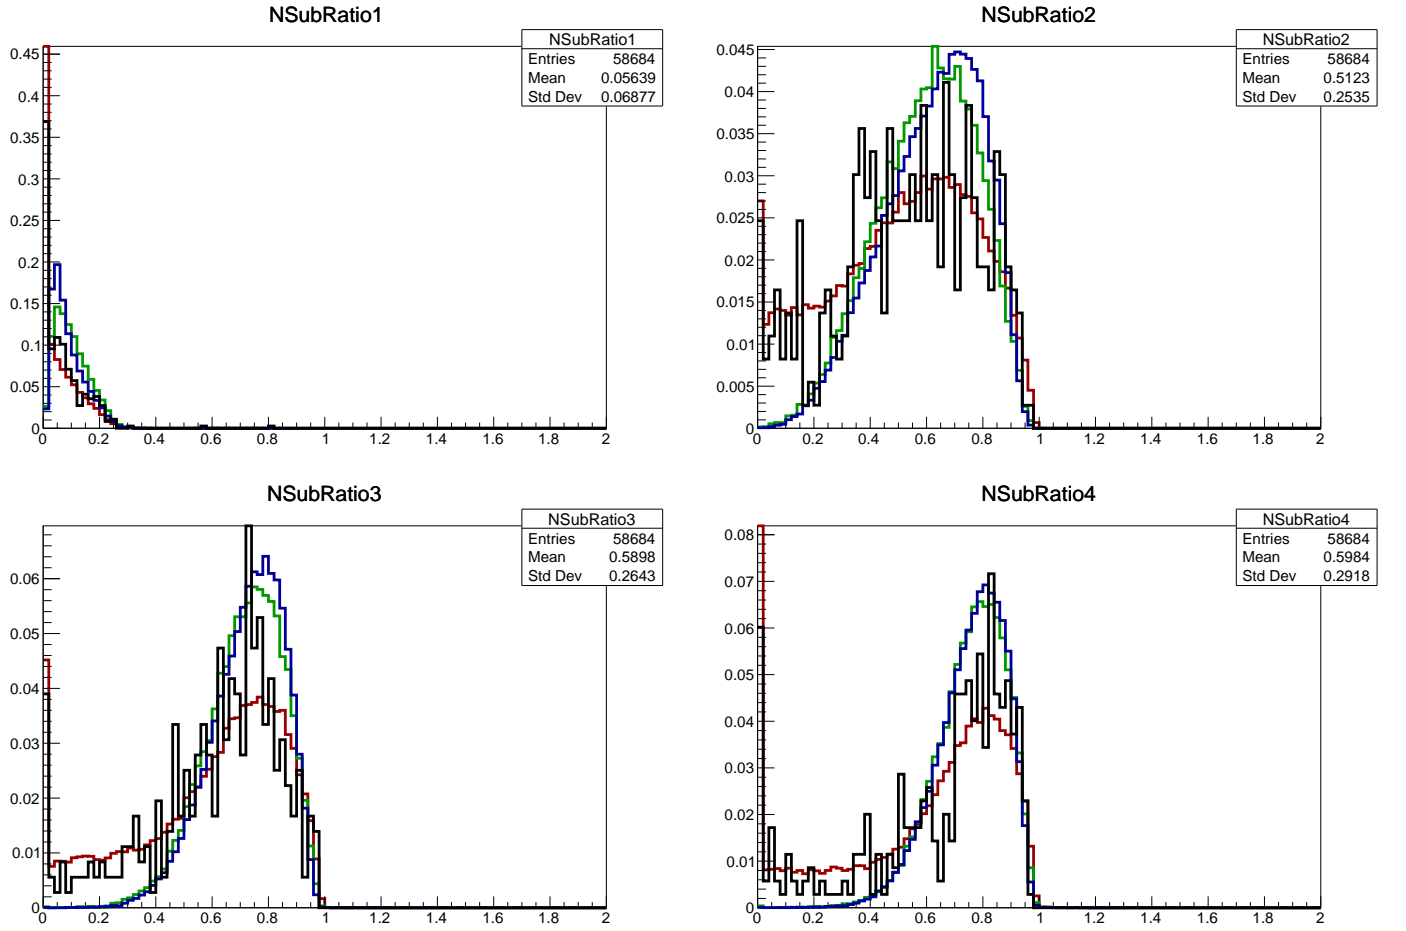 NSubRatio1
NSubRatio1
Entries 58684
Mean 0.05639
Std Dev 0.06877
0.45
0.4
0.35
0.3
0.25
0.2
0.15
0.1
0.05
0
0 0.2 0.4 0.6 0.8 1 1.2 1.4 1.6 1.8 2
NSubRatio2
NSubRatio2
Entries 58684
Mean 0.5123
Std Dev 0.2535
0.045
0.04
0.035
0.03
0.025
0.02
0.015
0.01
0.005
0
0 0.2 0.4 0.6 0.8 1 1.2 1.4 1.6 1.8 2
NSubRatio3
NSubRatio3
Entries 58684
Mean 0.5898
Std Dev 0.2643
0.06
0.05
0.04
0.03
0.02
0.01
0
0 0.2 0.4 0.6 0.8 1 1.2 1.4 1.6 1.8 2
NSubRatio4
NSubRatio4
Entries 58684
Mean 0.5984
Std Dev 0.2918
0.08
0.07
0.06
0.05
0.04
0.03
0.02
0.01
0
0 0.2 0.4 0.6 0.8 1 1.2 1.4 1.6 1.8 2